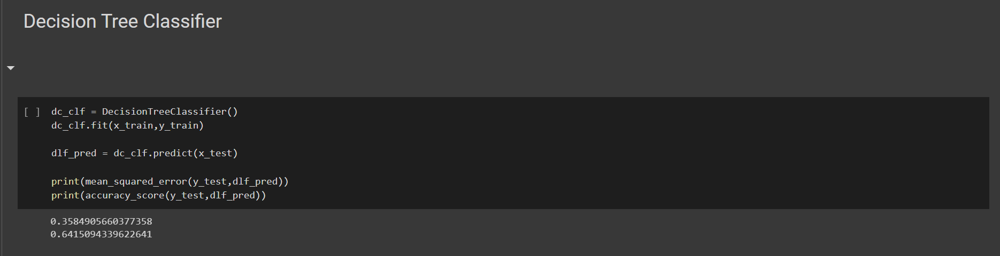 Decision Tree Classifier
[ ] dc_clf = DecisionTreeClassifier()
dc_clf.fit(x_train,y_train)
dlf_pred = dc_clf.predict(x_test)
print(mean_squared_error(y_test,dlf_pred))
print(accuracy_score(y_test,dlf_pred))
0.3584905660377358
0.6415094339622641